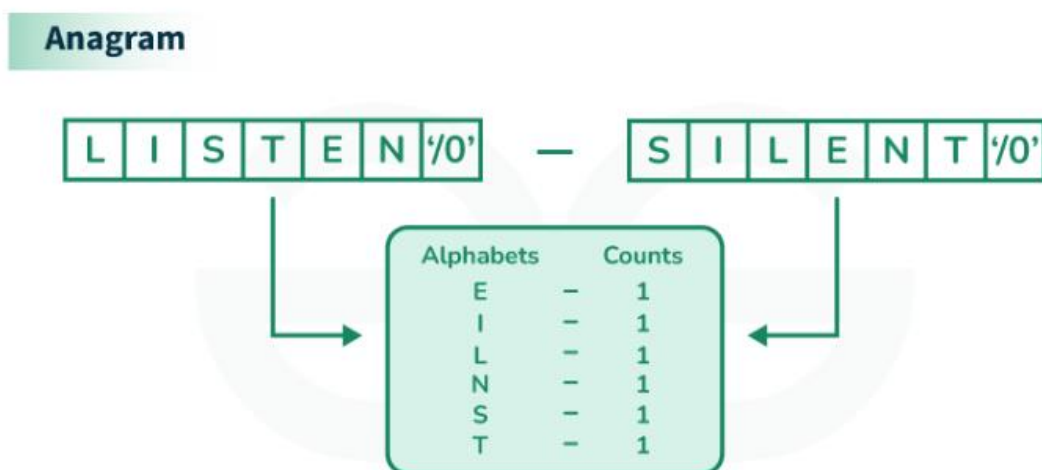 Anagram
L I S T E N '/0' – S I L E N T '/0'
Alphabets Counts
E – 1
I – 1
L – 1
N – 1
S – 1
T – 1